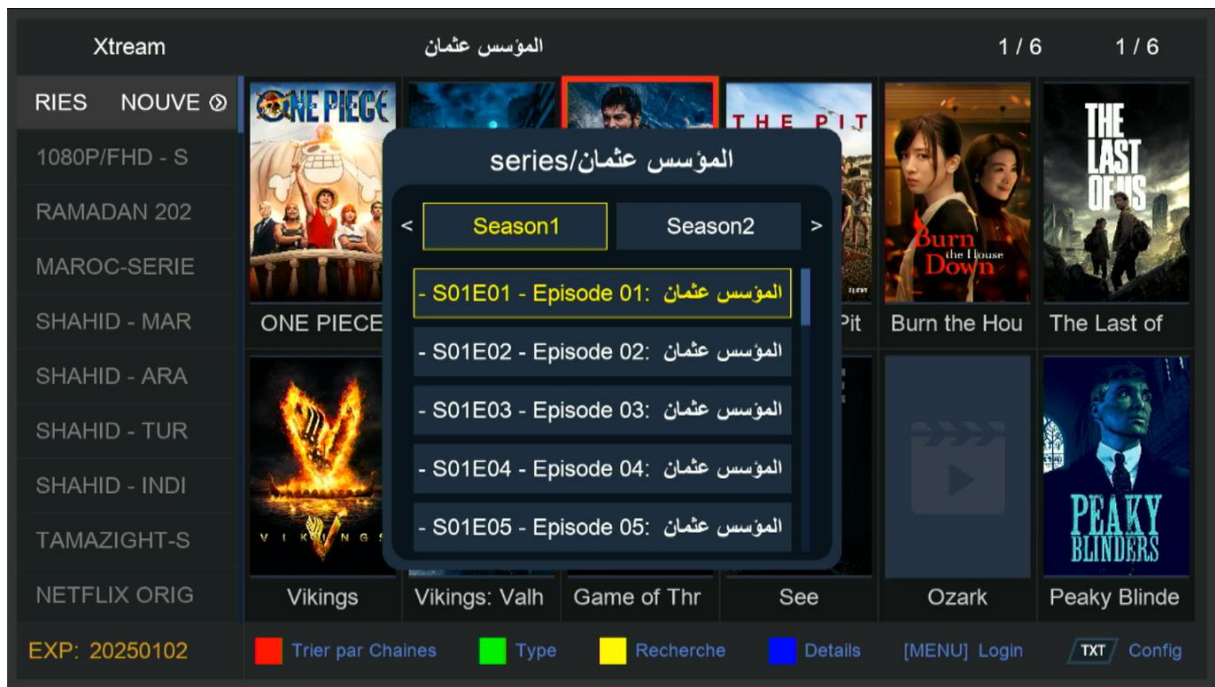 Xtream المؤسس عثمان 1 / 6 1 / 6
RIES NOUVE
1080P/FHD - S
RAMADAN 202
MAROC-SERIE
SHAHID - MAR
SHAHID - ARA
SHAHID - TUR
SHAHID - INDI
TAMAZIGHT-S
NETFLIX ORIG
ONE PIECE
THE PIT
Burn
the House
Down
THE
LAST
OF US
series/المؤسس عثمان
< Season1 Season2 >
- S01E01 - Episode 01: المؤسس عثمان
- S01E02 - Episode 02: المؤسس عثمان
- S01E03 - Episode 03: المؤسس عثمان
- S01E04 - Episode 04: المؤسس عثمان
- S01E05 - Episode 05: المؤسس عثمان
ONE PIECE Pit Burn the Hou The Last of
VIKINGS
PEAKY
BLINDERS
Vikings Vikings: Valh Game of Thr See Ozark Peaky Blinde
EXP: 20250102 Trier par Chaines Type Recherche Details [MENU] Login TXT Config